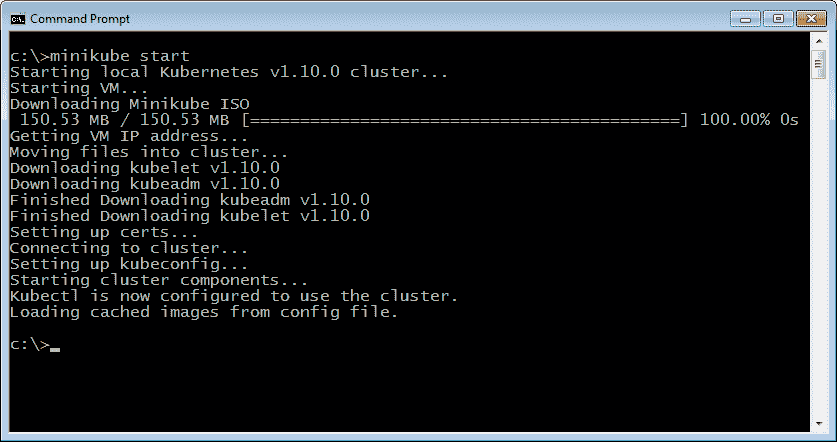 Command Prompt
c:\>minikube start
Starting local Kubernetes v1.10.0 cluster...
Starting VM...
Downloading Minikube ISO
 150.53 MB / 150.53 MB [============================================] 100.00% 0s
Getting VM IP address...
Moving files into cluster...
Downloading kubelet v1.10.0
Downloading kubeadm v1.10.0
Finished Downloading kubeadm v1.10.0
Finished Downloading kubelet v1.10.0
Setting up certs...
Connecting to cluster...
Setting up kubeconfig...
Starting cluster components...
Kubectl is now configured to use the cluster.
Loading cached images from config file.
c:\>